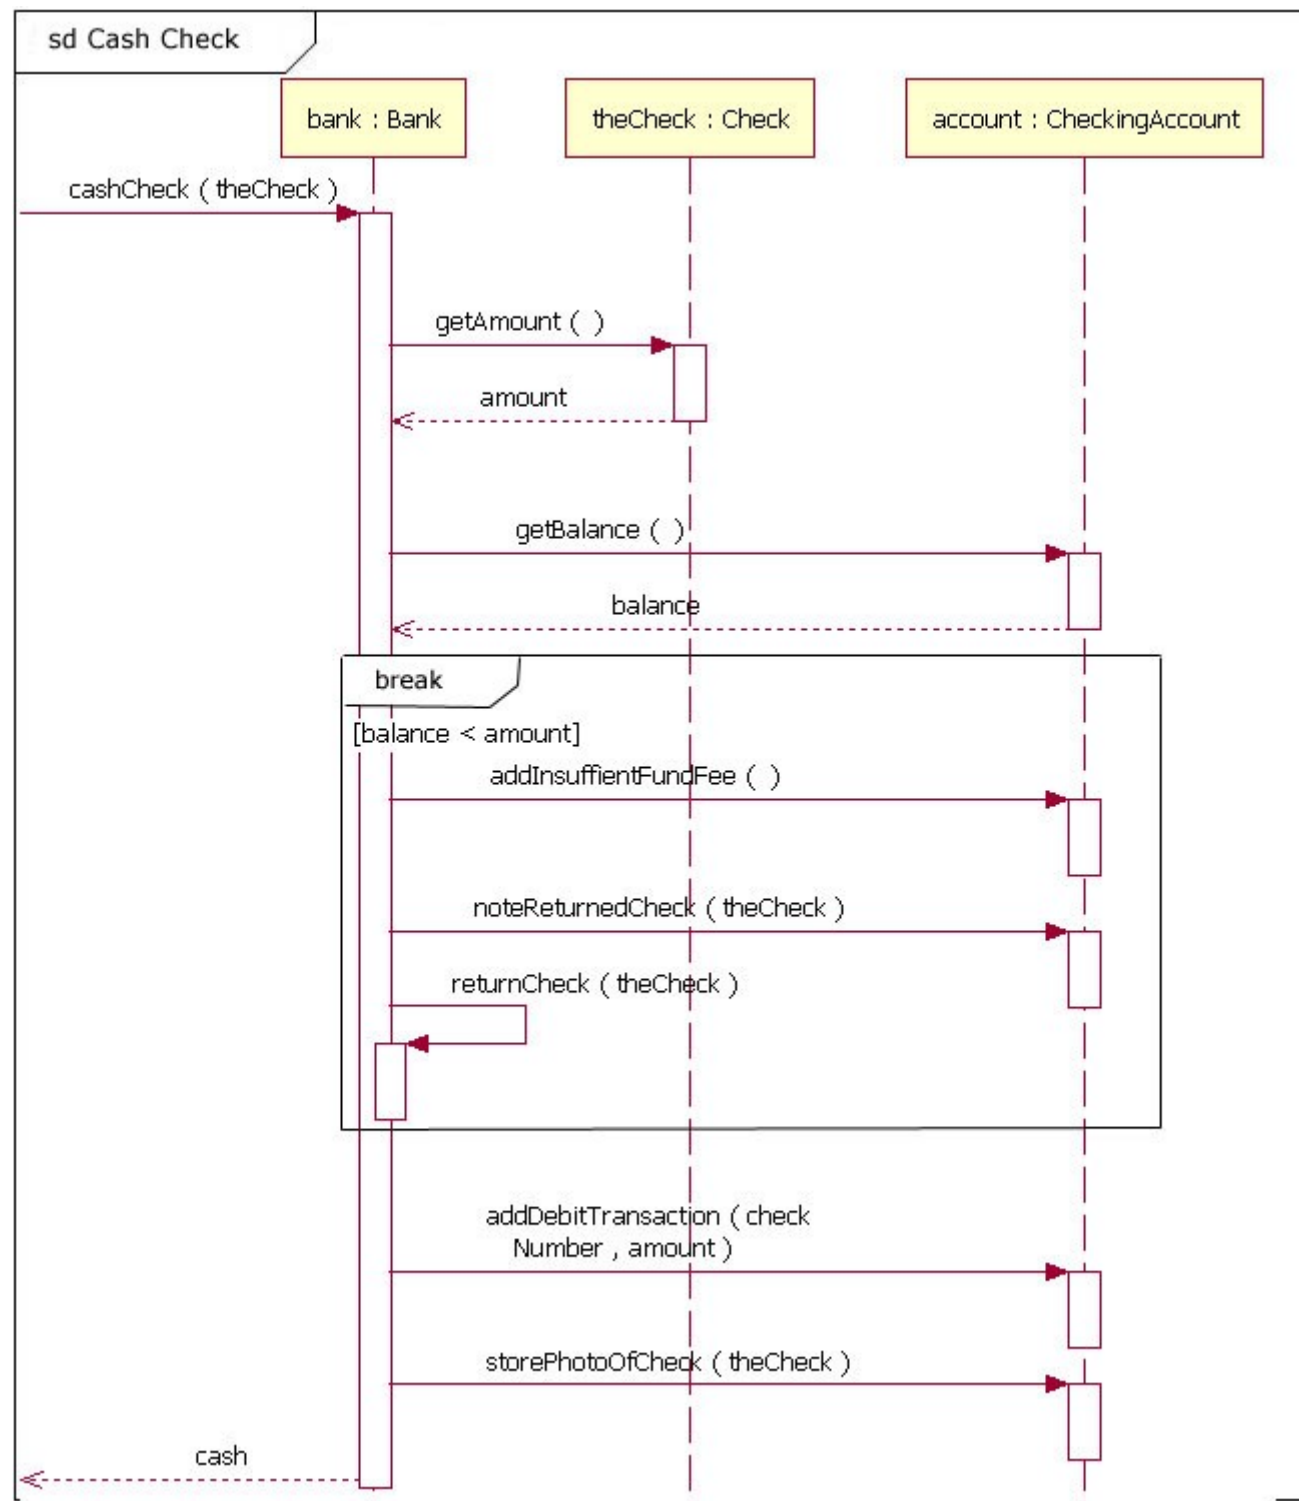 sd Cash Check
bank : Bank
theCheck : Check
account : CheckingAccount
cashCheck ( theCheck )
getAmount (  )
amount
getBalance (  )
balance
break
[balance < amount]
addInsuffientFundFee (  )
noteReturnedCheck ( theCheck )
returnCheck ( theCheck )
addDebitTransaction ( check
Number , amount )
storePhotoOfCheck ( theCheck )
cash